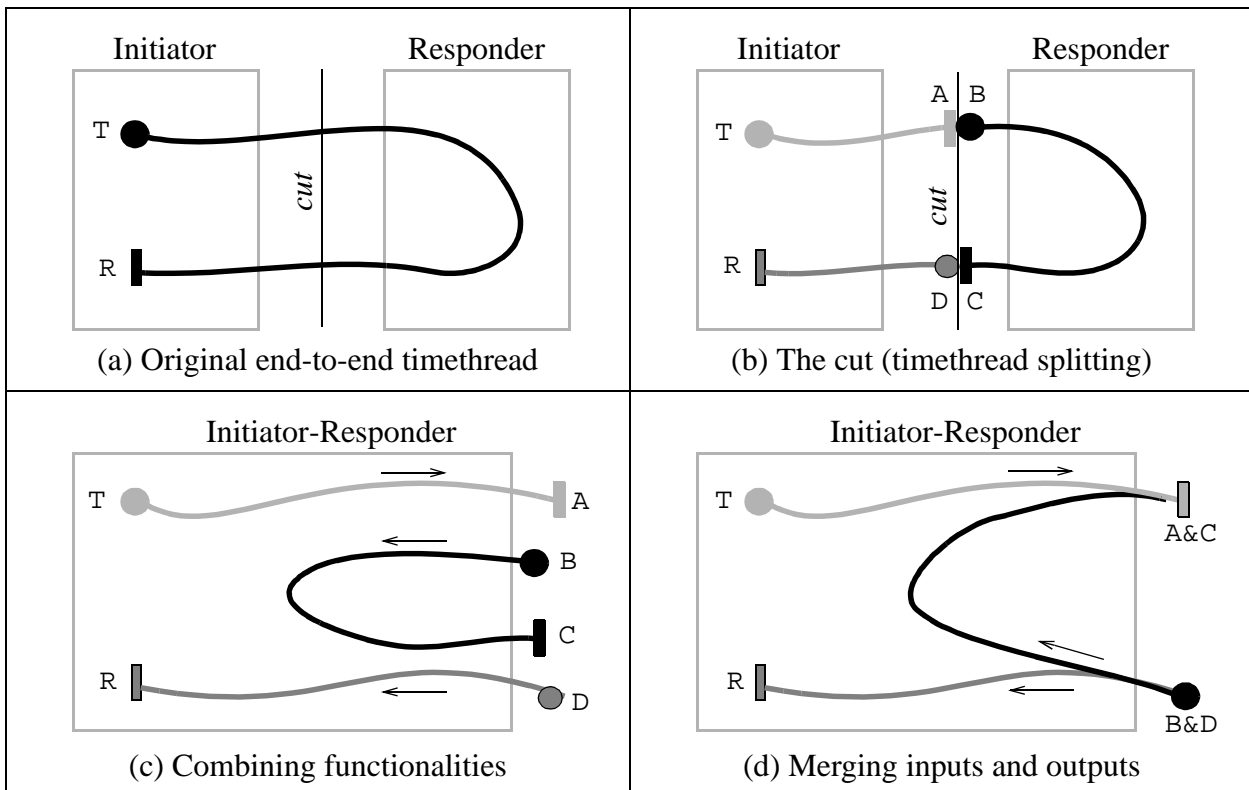 Initiator
Responder
T
cut
R
(a) Original end-to-end timethread
Initiator
Responder
A
B
T
cut
R
D
C
(b) The cut (timethread splitting)
Initiator-Responder
T
A
B
C
R
D
(c) Combining functionalities
Initiator-Responder
T
A&C
R
B&D
(d) Merging inputs and outputs